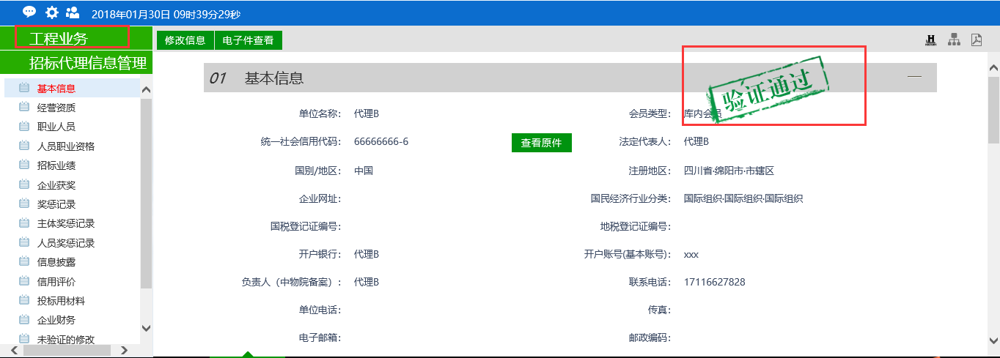 2018年01月30日 09时39分29秒
工程业务
招标代理信息管理
基本信息
经营资质
职业人员
人员职业资格
招标业绩
企业获奖
奖惩记录
主体奖惩记录
人员奖惩记录
信息披露
信用评价
投标用材料
企业财务
未验证的修改
修改信息 电子件查看
H
01 基本信息
验证通过
单位名称： 代理B 会员类型： 库内会员
统一社会信用代码： 66666666-6 查看原件 法定代表人： 代理B
国别/地区： 中国 注册地区： 四川省·绵阳市·市辖区
企业网址： 国民经济行业分类： 国际组织·国际组织·国际组织
国税登记证编号： 地税登记证编号：
开户银行： 代理B 开户账号(基本账号)： xxx
负责人（中物院备案）： 代理B 联系电话： 17116627828
单位电话： 传真：
电子邮箱： 邮政编码：